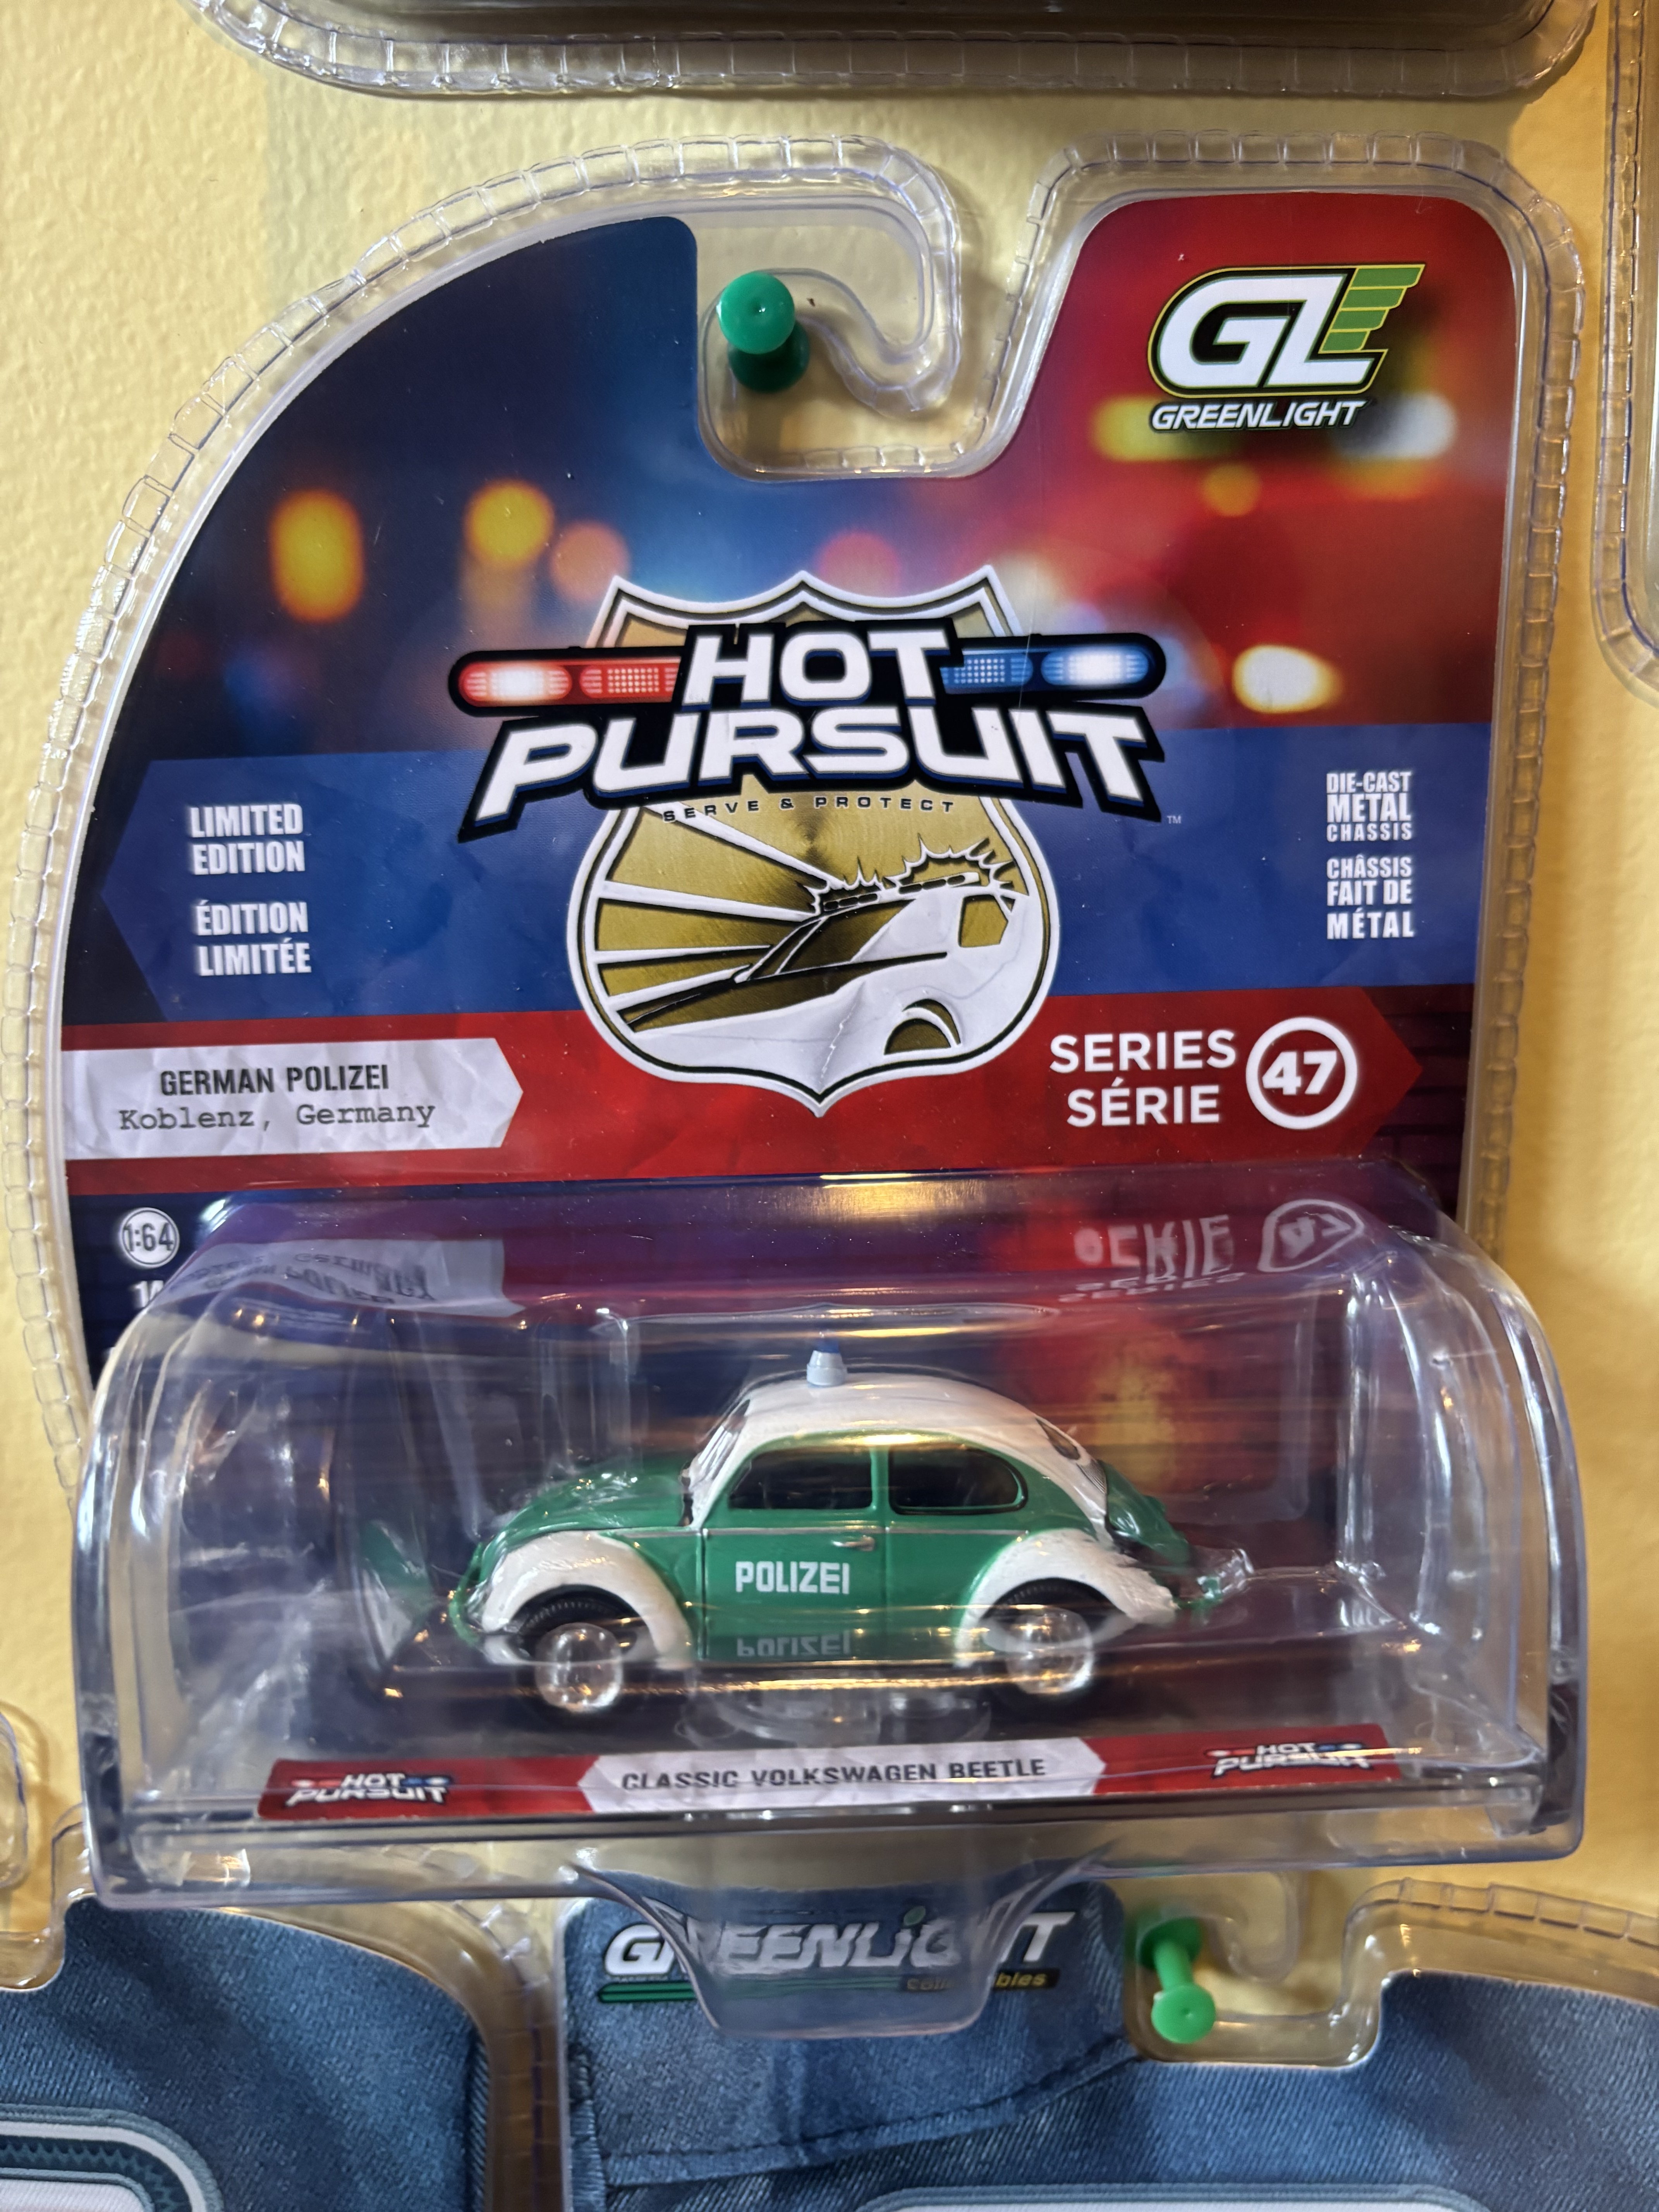 GL
GREENLIGHT
HOT
PURSUIT
™
SERVE & PROTECT
LIMITED
EDITION
ÉDITION
LIMITÉE
DIE-CAST
METAL
CHASSIS
CHÂSSIS
FAIT DE
MÉTAL
GERMAN POLIZEI
Koblenz, Germany
SERIES
SÉRIE
47
1:64
POLIZEI
HOT
PURSUIT
CLASSIC VOLKSWAGEN BEETLE
HOT
PURSUIT
GREENLIGHT